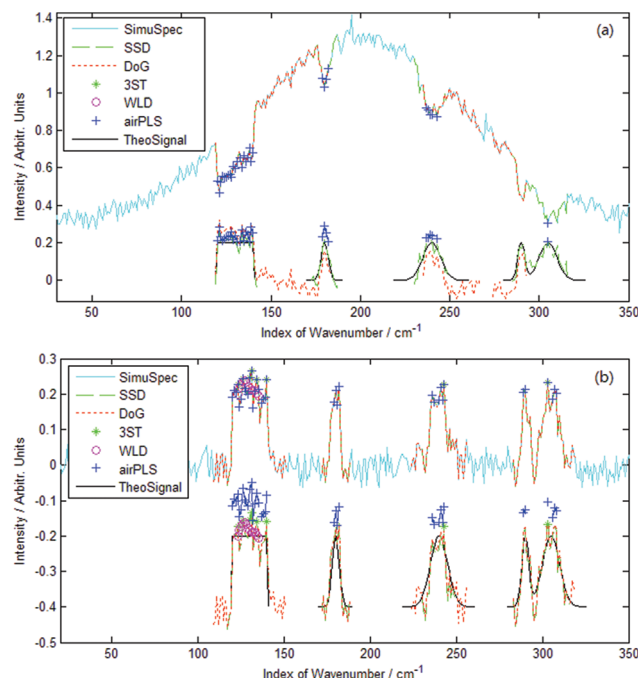 (a)
SimuSpec
SSD
DoG
3ST
WLD
airPLS
TheoSignal
Intensity / Arbitr. Units
1.4
1.2
1
0.8
0.6
0.4
0.2
0
50 100 150 200 250 300 350
Index of Wavenumber / cm-1
(b)
SimuSpec
SSD
DoG
3ST
WLD
airPLS
TheoSignal
Intensity / Arbitr. Units
0.3
0.2
0.1
0
-0.1
-0.2
-0.3
-0.4
-0.5
50 100 150 200 250 300 350
Index of Wavenumber / cm-1